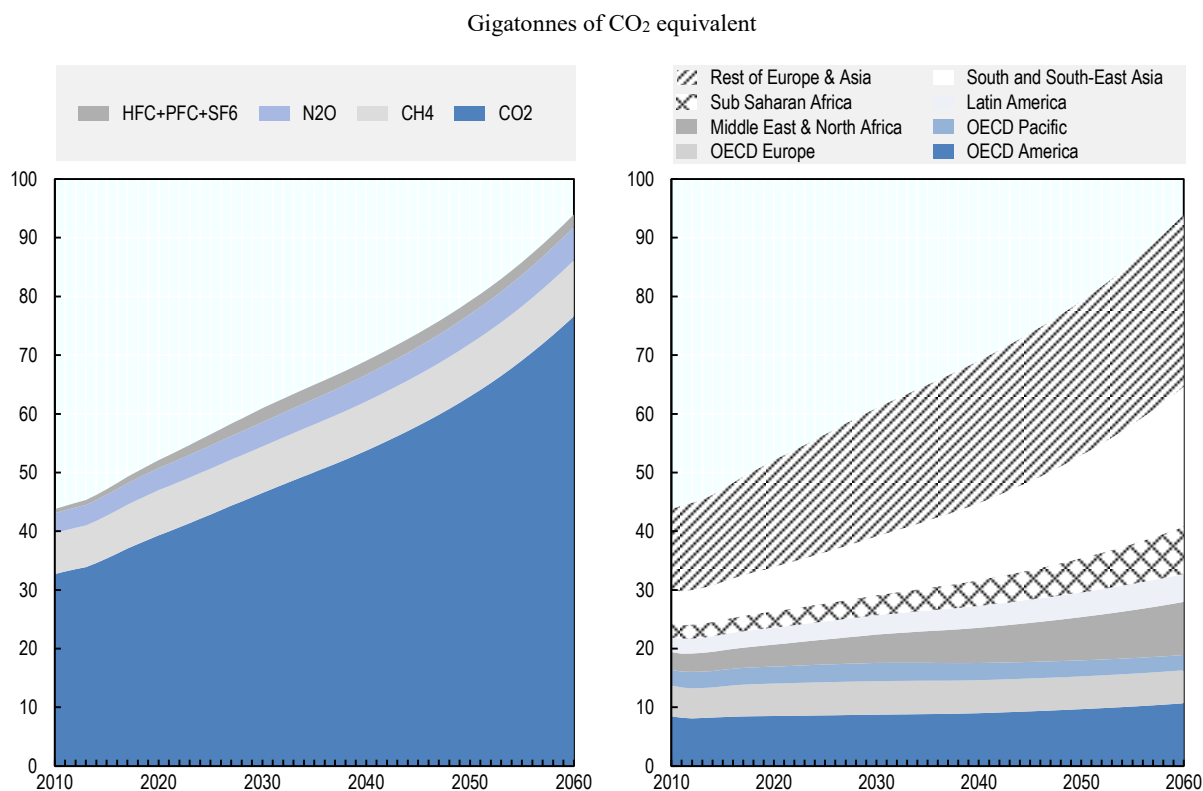 Gigatonnes of CO2 equivalent
HFC+PFC+SF6 N2O CH4 CO2
100
90
80
70
60
50
40
30
20
10
0
2010 2020 2030 2040 2050 2060
Rest of Europe & Asia South and South-East Asia
Sub Saharan Africa Latin America
Middle East & North Africa OECD Pacific
OECD Europe OECD America
100
90
80
70
60
50
40
30
20
10
0
2010 2020 2030 2040 2050 2060